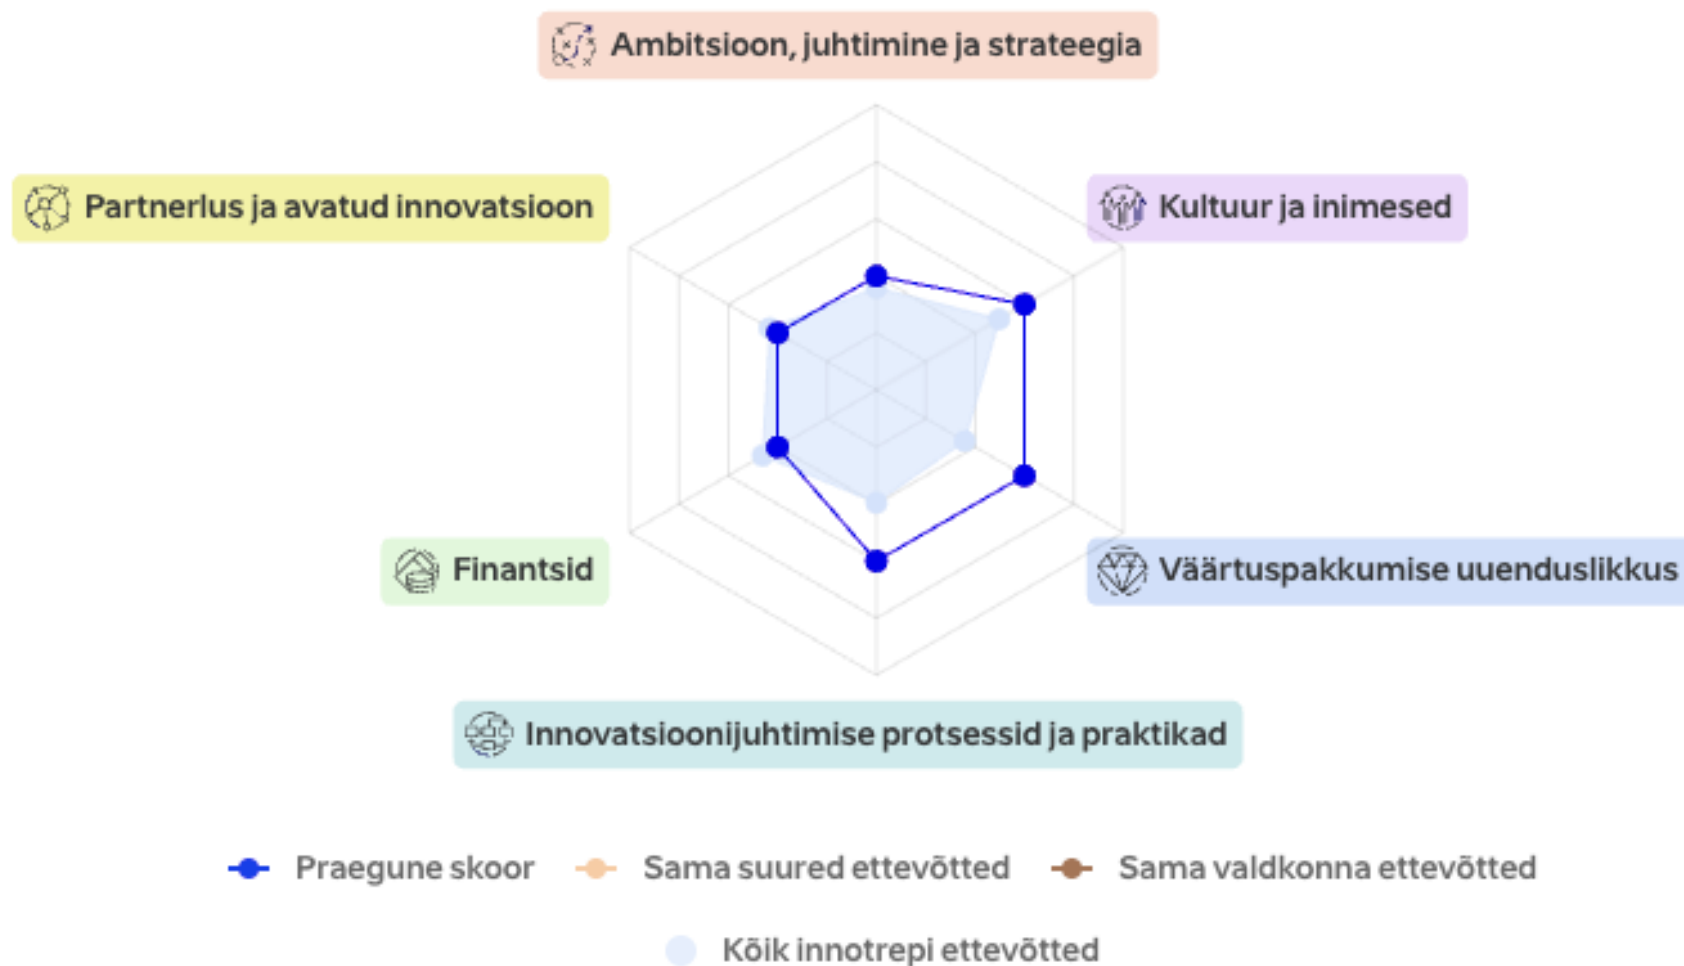 Ambitsioon, juhtimine ja strateegia
Partnerlus ja avatud innovatsioon
Kultuur ja inimesed
Finantsid
Väärtuspakkumise uuenduslikkus
Innovatsioonijuhtimise protsessid ja praktikad
Praegune skoor
Sama suured ettevõtted
Sama valdkonna ettevõtted
Kõik innotrepi ettevõtted